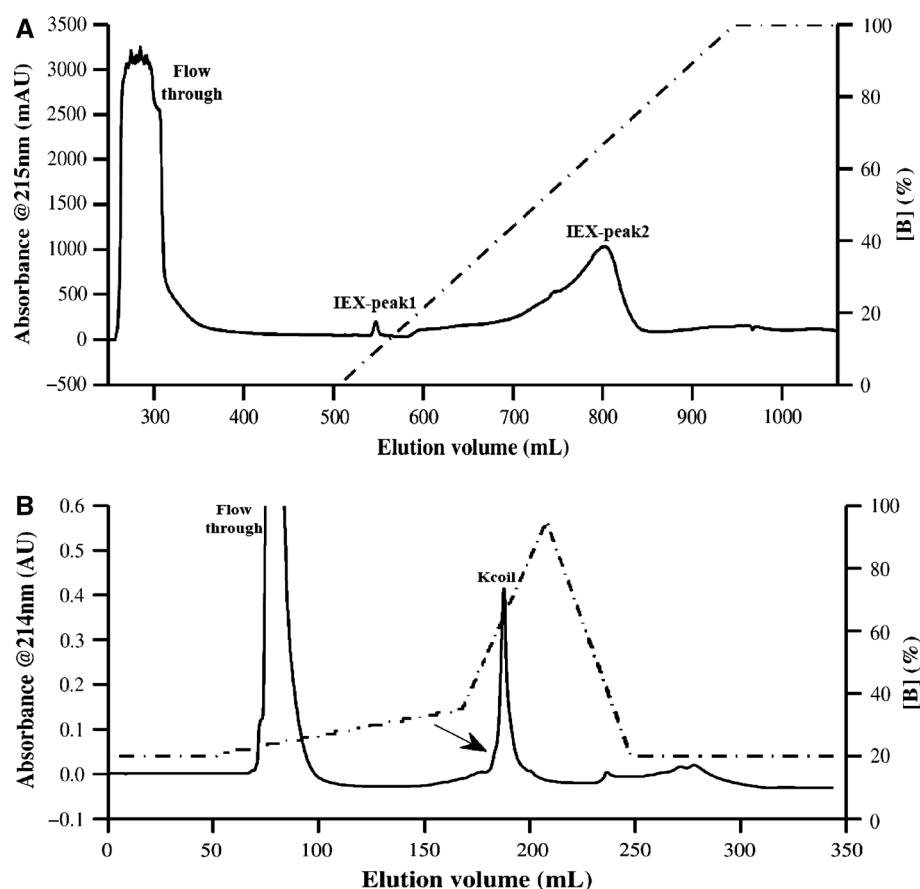 A
3500
3000
2500
2000
1500
1000
500
0
−500
Absorbance @215nm (mAU)
Flow
through
IEX-peak1
IEX-peak2
100
80
60
40
20
0
[B] (%)
300 400 500 600 700 800 900 1000
Elution volume (mL)
B
0.6
0.5
0.4
0.3
0.2
0.1
0.0
−0.1
Absorbance @214nm (AU)
Flow
through
Kcoil
100
80
60
40
20
0
[B] (%)
0 50 100 150 200 250 300 350
Elution volume (mL)